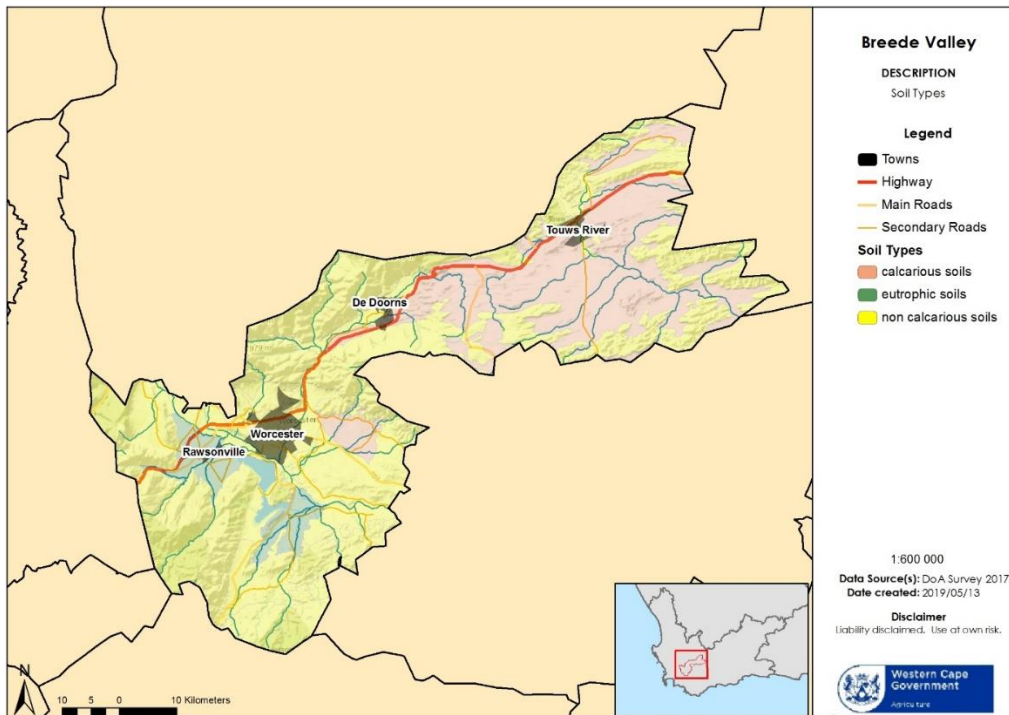 Breede Valley
DESCRIPTION
Soil Types
Legend
Towns
Highway
Main Roads
Secondary Roads
Soil Types
calcarious soils
eutrophic soils
non calcarious soils
Touws River
De Doorns
Worcester
Rawsonville
1:600 000
Data Source(s): DoA Survey 2017
Date created: 2019/05/13
Disclaimer
Liability disclaimed. Use at own risk.
Western Cape
Government
Agriculture
N
10 5 0 10 Kilometers